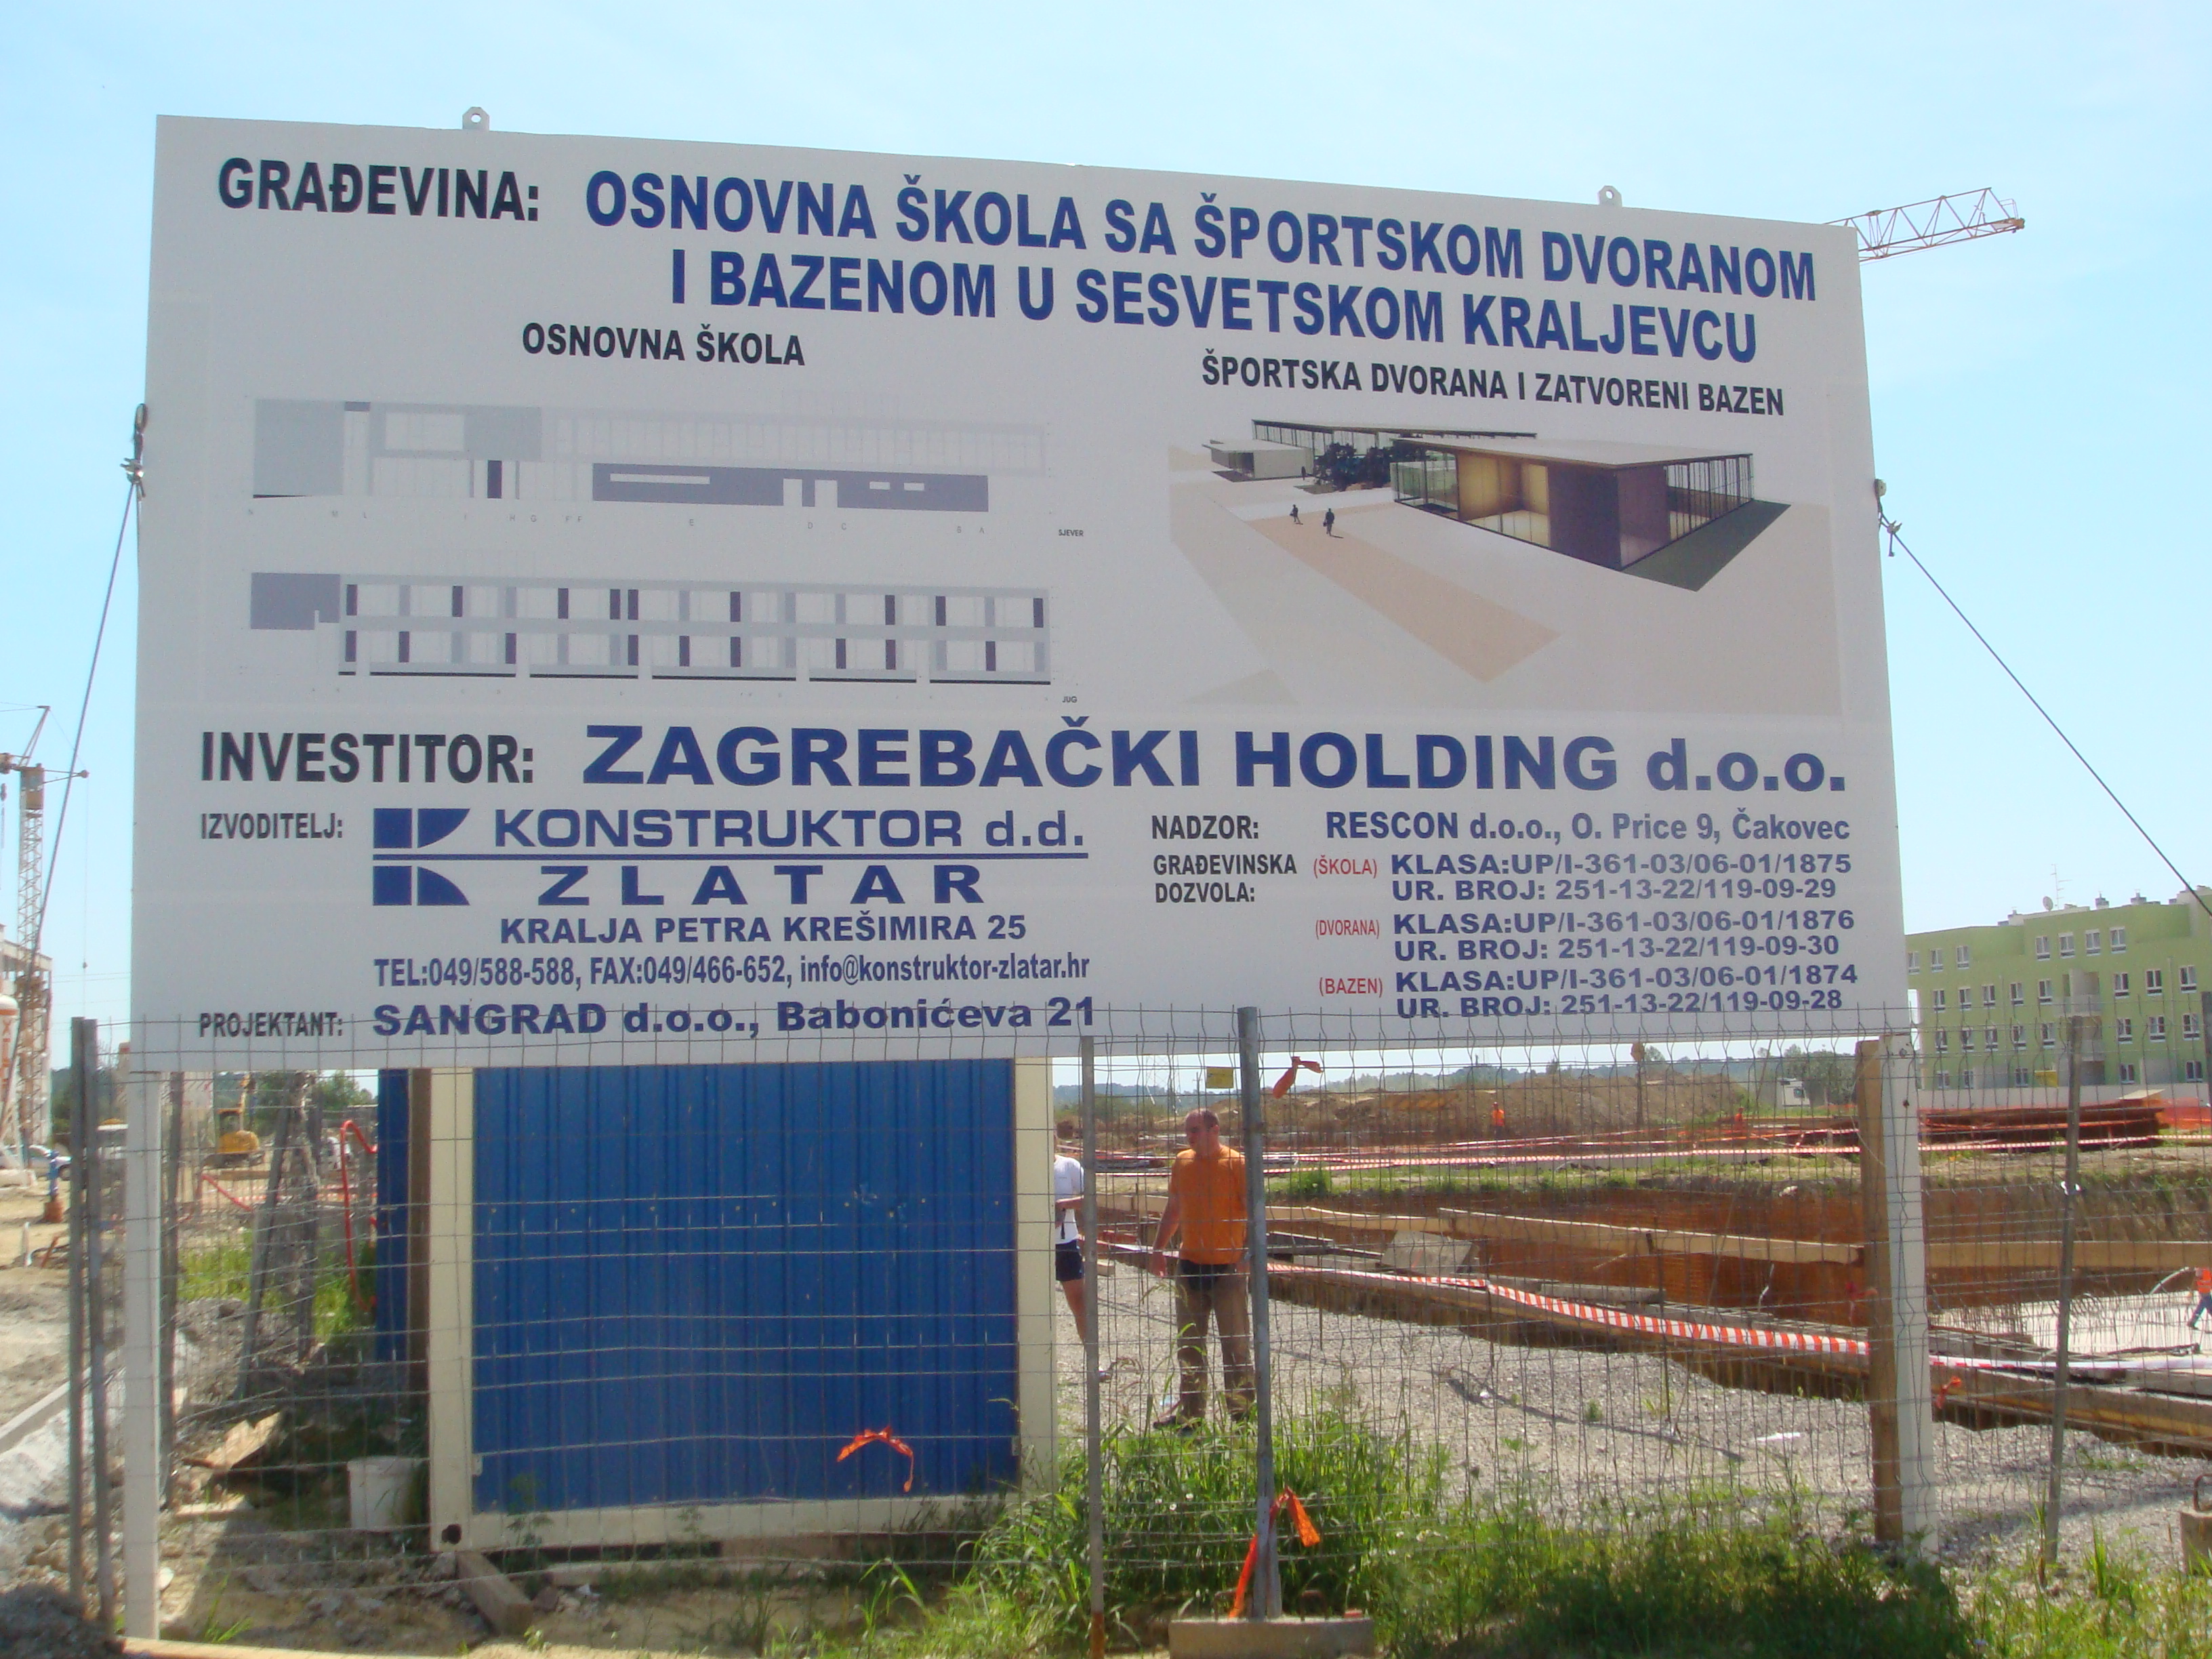 GRAĐEVINA: OSNOVNA ŠKOLA SA ŠPORTSKOM DVORANOM
I BAZENOM U SESVETSKOM KRALJEVCU
OSNOVNA ŠKOLA
ŠPORTSKA DVORANA I ZATVORENI BAZEN
SJEVER
JUG
INVESTITOR: ZAGREBAČKI HOLDING d.o.o.
IZVODITELJ: KONSTRUKTOR d.d.
ZLATAR
KRALJA PETRA KREŠIMIRA 25
TEL:049/588-588, FAX:049/466-652, info@konstruktor-zlatar.hr
PROJEKTANT: SANGRAD d.o.o., Babonićeva 21
NADZOR: RESCON d.o.o., O. Price 9, Čakovec
GRAĐEVINSKA
DOZVOLA:
(ŠKOLA) KLASA:UP/I-361-03/06-01/1875
UR. BROJ: 251-13-22/119-09-29
(DVORANA) KLASA:UP/I-361-03/06-01/1876
UR. BROJ: 251-13-22/119-09-30
(BAZEN) KLASA:UP/I-361-03/06-01/1874
UR. BROJ: 251-13-22/119-09-28